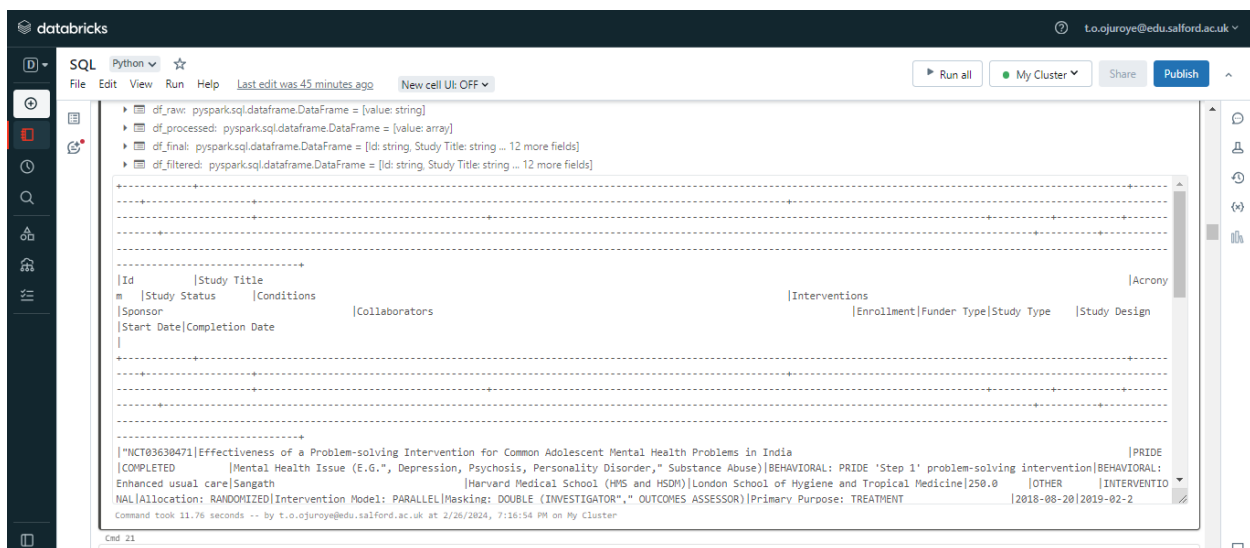 databricks
t.o.ojuroye@edu.salford.ac.uk
D
SQL Python
File Edit View Run Help Last edit was 45 minutes ago New cell UI: OFF
Run all My Cluster Share Publish
df_raw: pyspark.sql.dataframe.DataFrame = [value: string]
df_processed: pyspark.sql.dataframe.DataFrame = [value: array]
df_final: pyspark.sql.dataframe.DataFrame = [Id: string, Study Title: string ... 12 more fields]
df_filtered: pyspark.sql.dataframe.DataFrame = [Id: string, Study Title: string ... 12 more fields]
|Id |Study Title |Acrony
m |Study Status |Conditions |Interventions
|Sponsor |Collaborators |Enrollment|Funder Type|Study Type |Study Design
|Start Date|Completion Date
|
|"NCT03630471|Effectiveness of a Problem-solving Intervention for Common Adolescent Mental Health Problems in India |PRIDE
|COMPLETED |Mental Health Issue (E.G.", Depression, Psychosis, Personality Disorder," Substance Abuse)|BEHAVIORAL: PRIDE 'Step 1' problem-solving intervention|BEHAVIORAL:
Enhanced usual care|Sangath |Harvard Medical School (HMS and HSDM)|London School of Hygiene and Tropical Medicine|250.0 |OTHER |INTERVENTIO
NAL|Allocation: RANDOMIZED|Intervention Model: PARALLEL|Masking: DOUBLE (INVESTIGATOR"," OUTCOMES ASSESSOR)|Primary Purpose: TREATMENT |2018-08-20|2019-02-2
Command took 11.76 seconds -- by t.o.ojuroye@edu.salford.ac.uk at 2/26/2024, 7:16:54 PM on My Cluster
Cmd 21